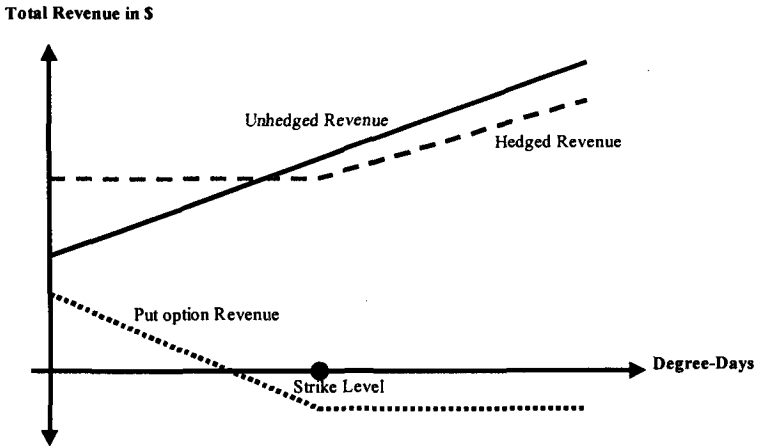 Total Revenue in $
Unhedged Revenue
Hedged Revenue
Put option Revenue
Degree-Days
Strike Level